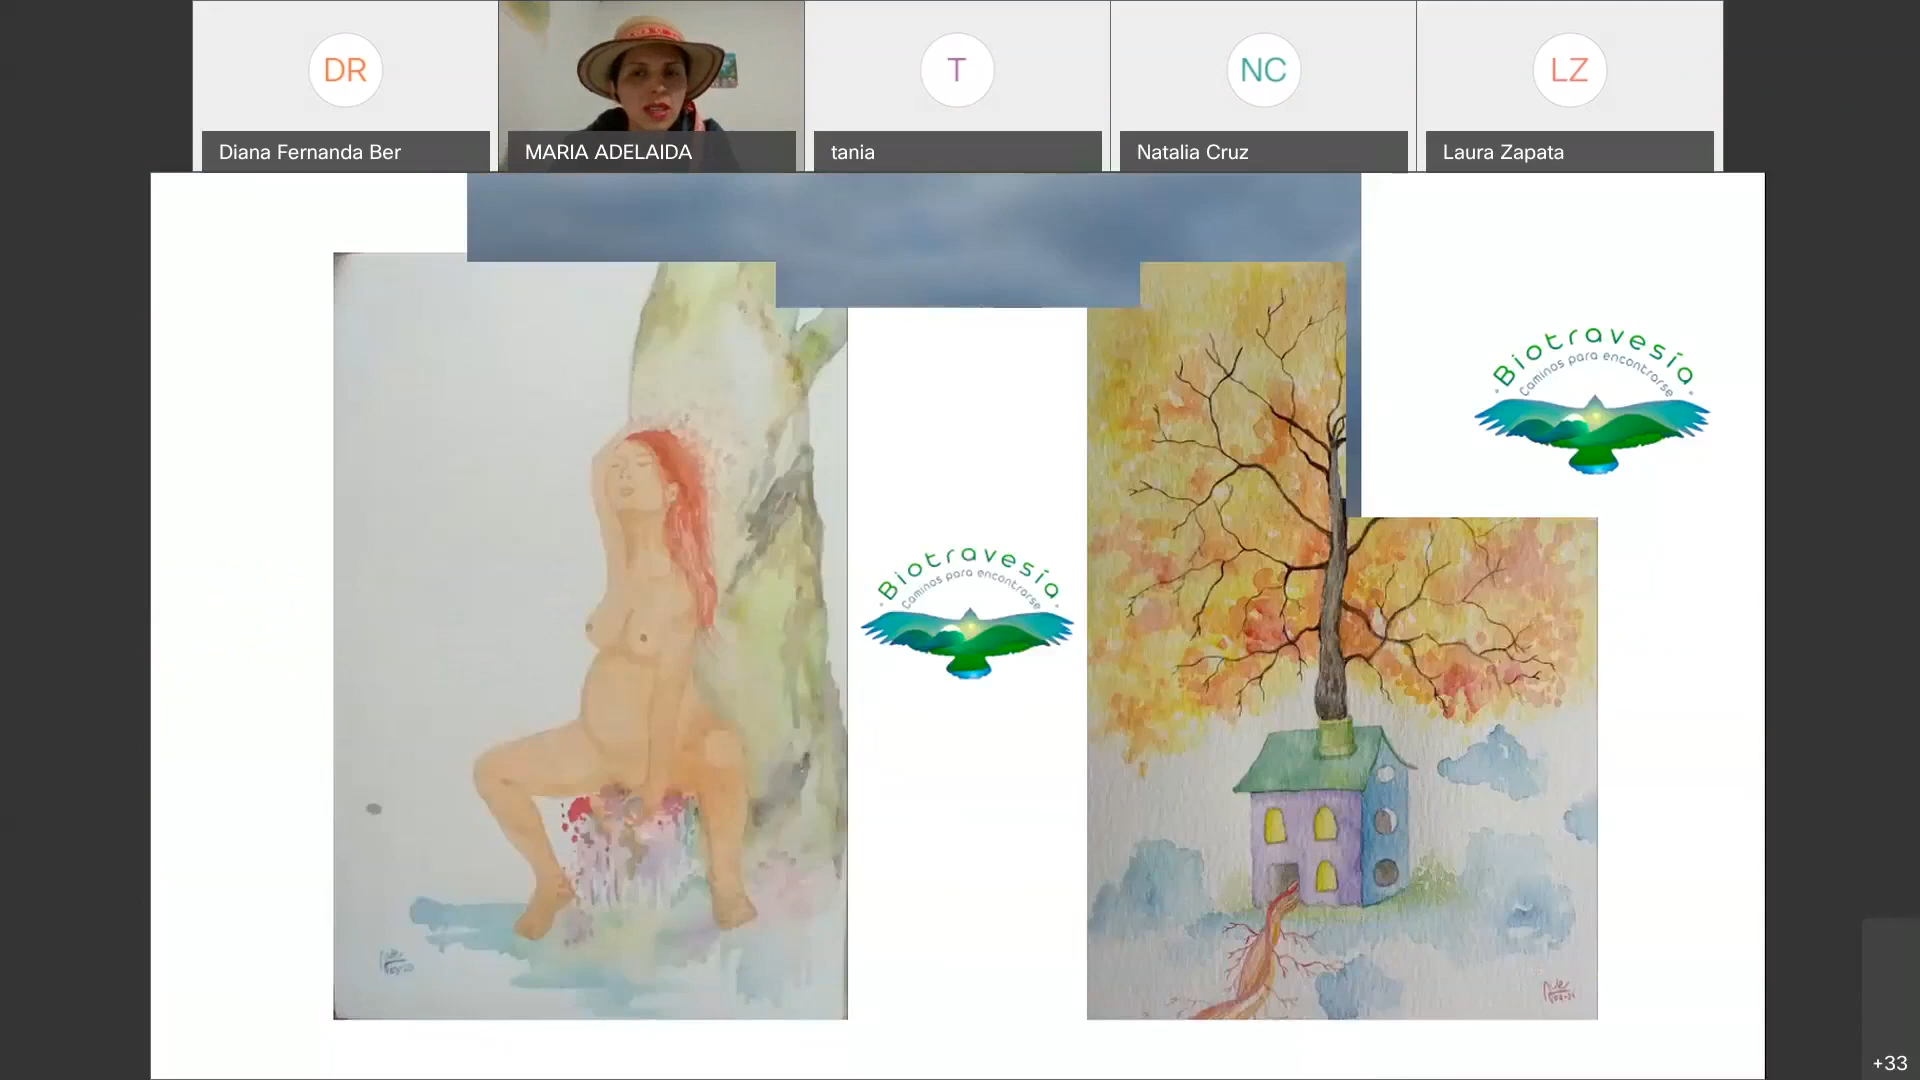 DR
T
NC
LZ
Diana Fernanda Ber
MARIA ADELAIDA
tania
Natalia Cruz
Laura Zapata
Biotravesía
Caminos para encontrarse
Biotravesía
Caminos para encontrarse
+33